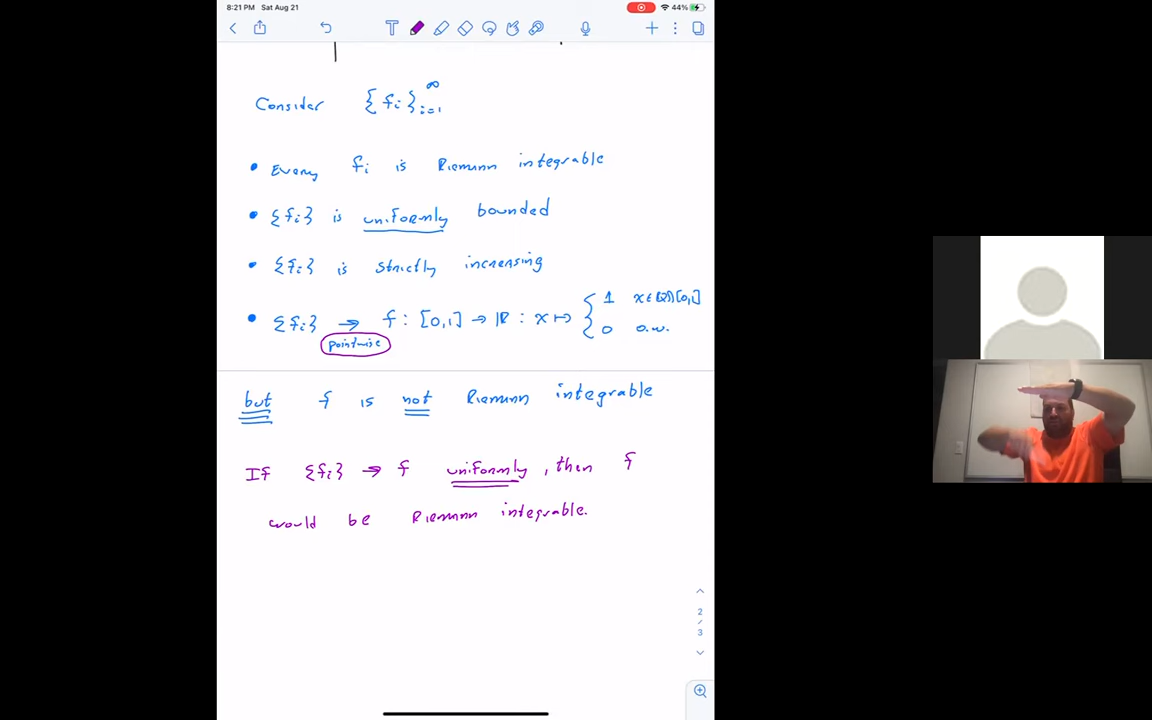 8:21 PM Sat Aug 21
44%
Consider {fi}∞i=1
• Every fi is Riemann integrable
• {fi} is uniformly bounded
• {fi} is strictly increasing
• {fi} → f : [0,1] → ℝ : x ↦ { 1 x∈ℚ∩[0,1]
0 o.w.
pointwise
but f is not Riemann integrable
If {fi} → f uniformly, then f
would be Riemann integrable.
2
/
3